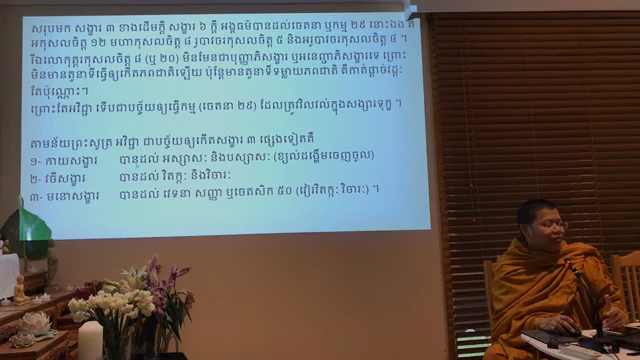 សរុបមក សង្ខារ ៣ ខាងដើមក្តី សង្ខារ ៦ ក្តី អង្គធម៌បានដល់ចេតនា ឬកម្ម ២៩ នោះឯង គឺ
អកុសលចិត្ត ១២ មហាកុសលចិត្ត ៨ រូបាវចរកុសលចិត្ត ៥ និងអរូបាវចរកុសលចិត្ត ៤ ។
រីឯលោកុត្តរកុសលចិត្ត ៨ (ឬ ២០) មិនមែនជាបុញ្ញាភិសង្ខារ ឬអនេញ្ជាភិសង្ខារទេ ព្រោះ
មិនមានតួនាទីធ្វើឲ្យកើតភពជាតិឡើយ ប៉ុន្តែមានតួនាទីទម្លាយភពជាតិ គឺកាត់ផ្តាច់វដ្តៈ
តែប៉ុណ្ណោះ។
ព្រោះតែអវិជ្ជា ទើបជាបច្ច័យឲ្យធ្វើកម្ម (ចេតនា ២៩) ដែលត្រូវវិលវល់ក្នុងសង្សារទុក្ខ ។
តាមន័យព្រះសូត្រ អវិជ្ជា ជាបច្ច័យឲ្យកើតសង្ខារ ៣ ផ្សេងទៀតគឺ
១- កាយសង្ខារ បានដល់ អស្សាសៈ និងបស្សាសៈ (ខ្យល់ដង្ហើមចេញចូល)
២- វចីសង្ខារ បានដល់ វិតក្កៈ និងវិចារៈ
៣- មនោសង្ខារ បានដល់ វេទនា សញ្ញា ឬចេតសិក ៥០ (វៀរវិតក្កៈ វិចារៈ) ។